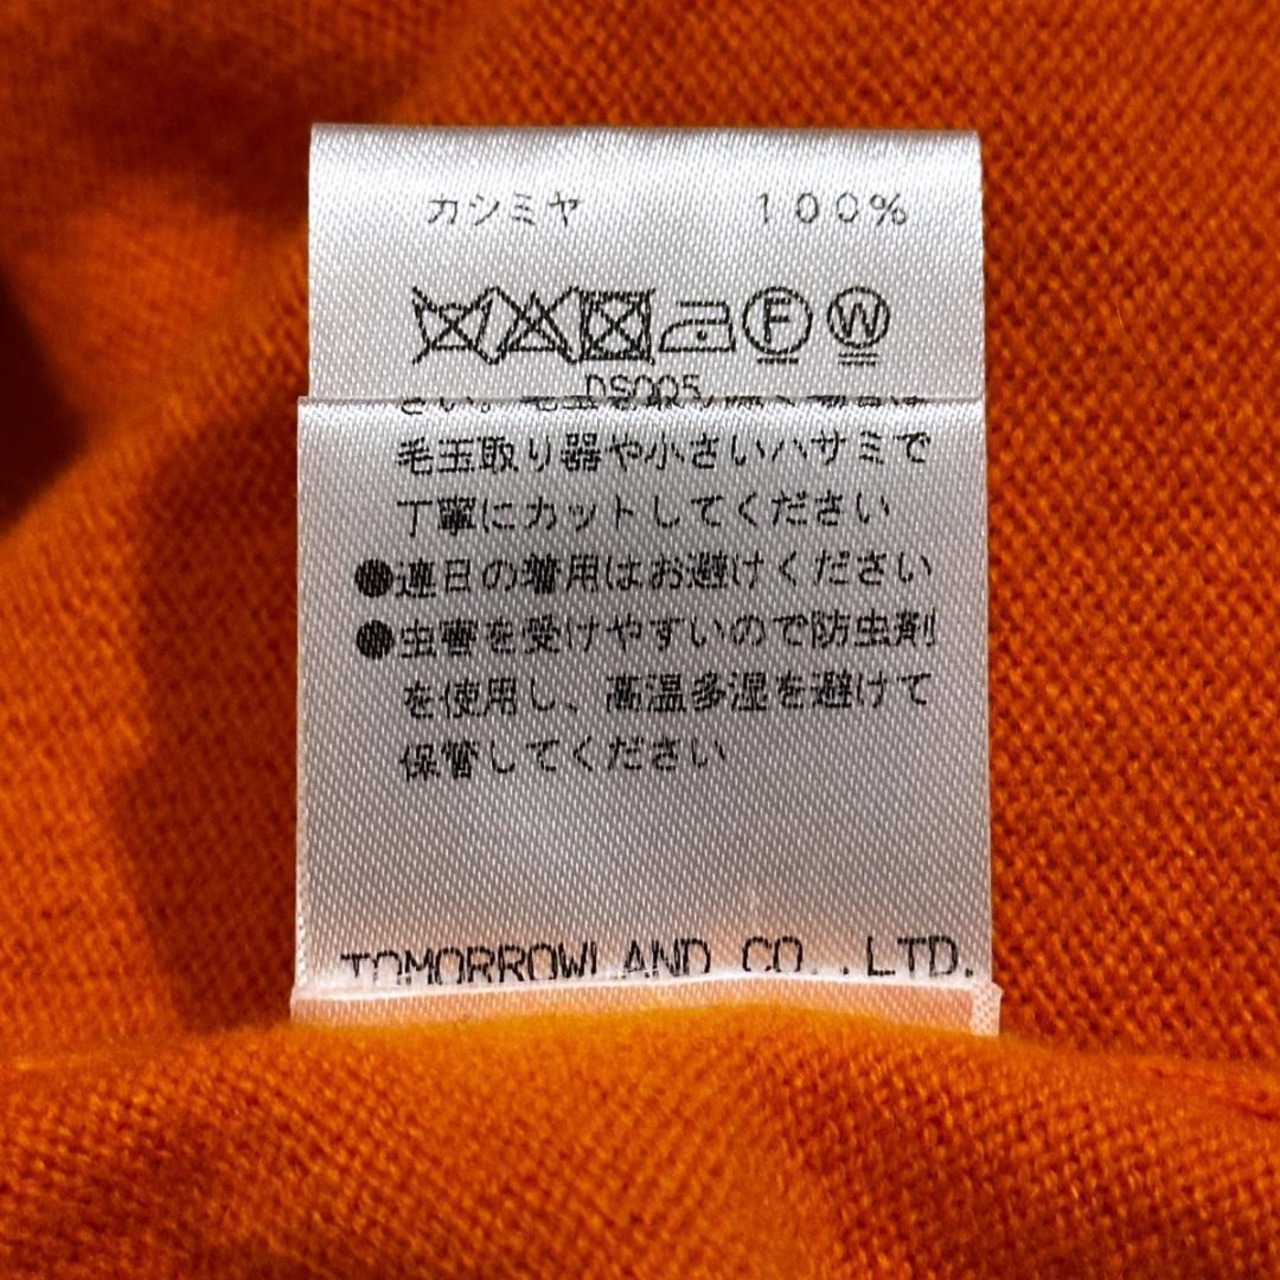 カシミヤ 100%
F W
DS005
毛玉取り器や小さいハサミで
丁寧にカットしてください
●連日の着用はお避けください
●虫害を受けやすいので防虫剤
を使用し、高温多湿を避けて
保管してください
TOMORROWLAND CO.,LTD.